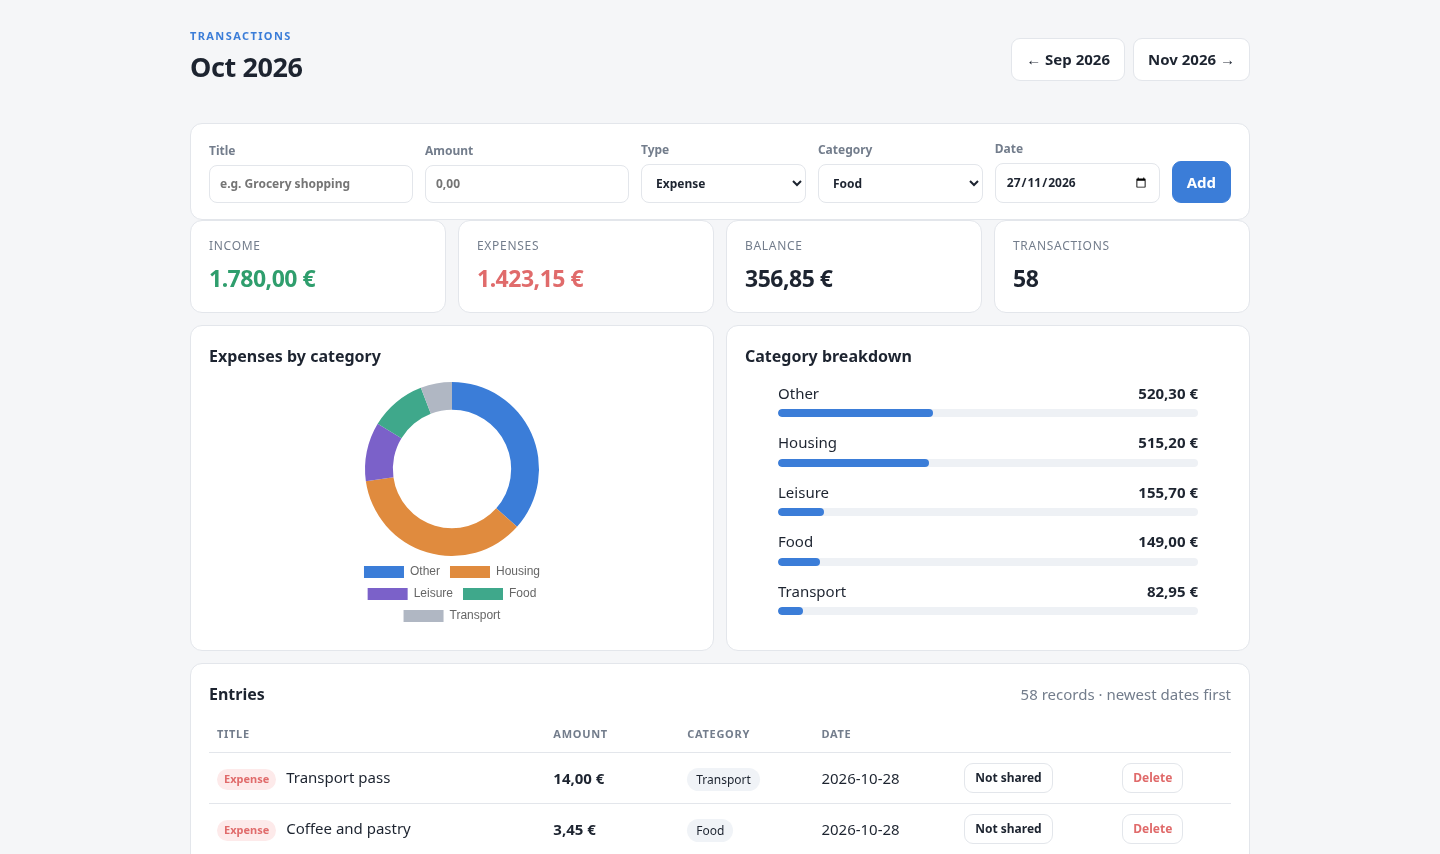 TRANSACTIONS
Oct 2026
← Sep 2026
Nov 2026 →
Title
Amount
Type
Category
Date
e.g. Grocery shopping
0,00
Expense
Food
27/11/2026
Add
INCOME
1.780,00 €
EXPENSES
1.423,15 €
BALANCE
356,85 €
TRANSACTIONS
58
Expenses by category
Other
Housing
Leisure
Food
Transport
Category breakdown
Other 520,30 €
Housing 515,20 €
Leisure 155,70 €
Food 149,00 €
Transport 82,95 €
Entries
58 records · newest dates first
TITLE AMOUNT CATEGORY DATE
Expense Transport pass 14,00 € Transport 2026-10-28 Not shared Delete
Expense Coffee and pastry 3,45 € Food 2026-10-28 Not shared Delete